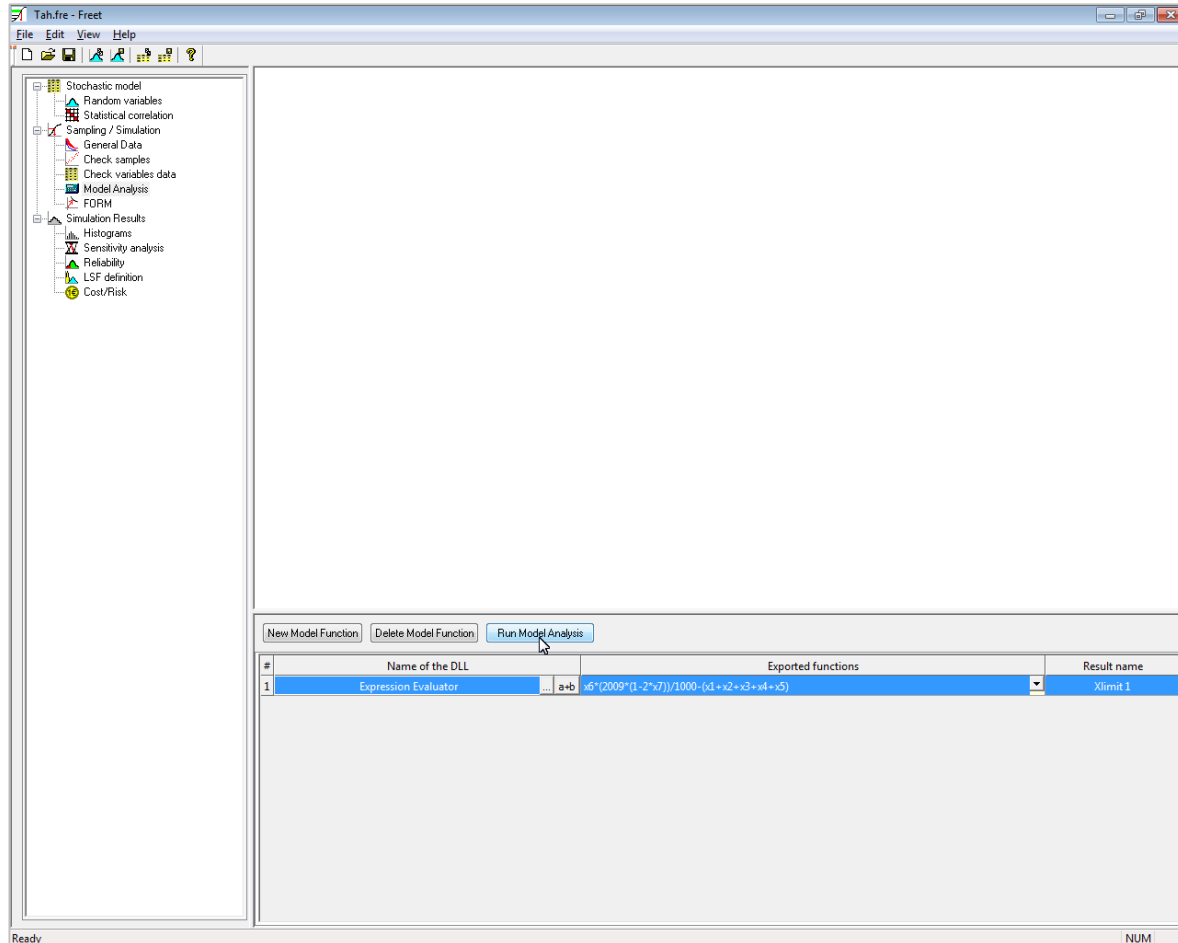 Tah.fre - Freet
File Edit View Help
Stochastic model
Random variables
Statistical correlation
Sampling / Simulation
General Data
Check samples
Check variables data
Model Analysis
FORM
Simulation Results
Histograms
Sensitivity analysis
Reliability
LSF definition
Cost/Risk
New Model Function Delete Model Function Run Model Analysis
# Name of the DLL Exported functions Result name
1 Expression Evaluator ... a+b x6*(2009*(1-2*x7))/1000-(x1+x2+x3+x4+x5) Xlimit 1
Ready NUM